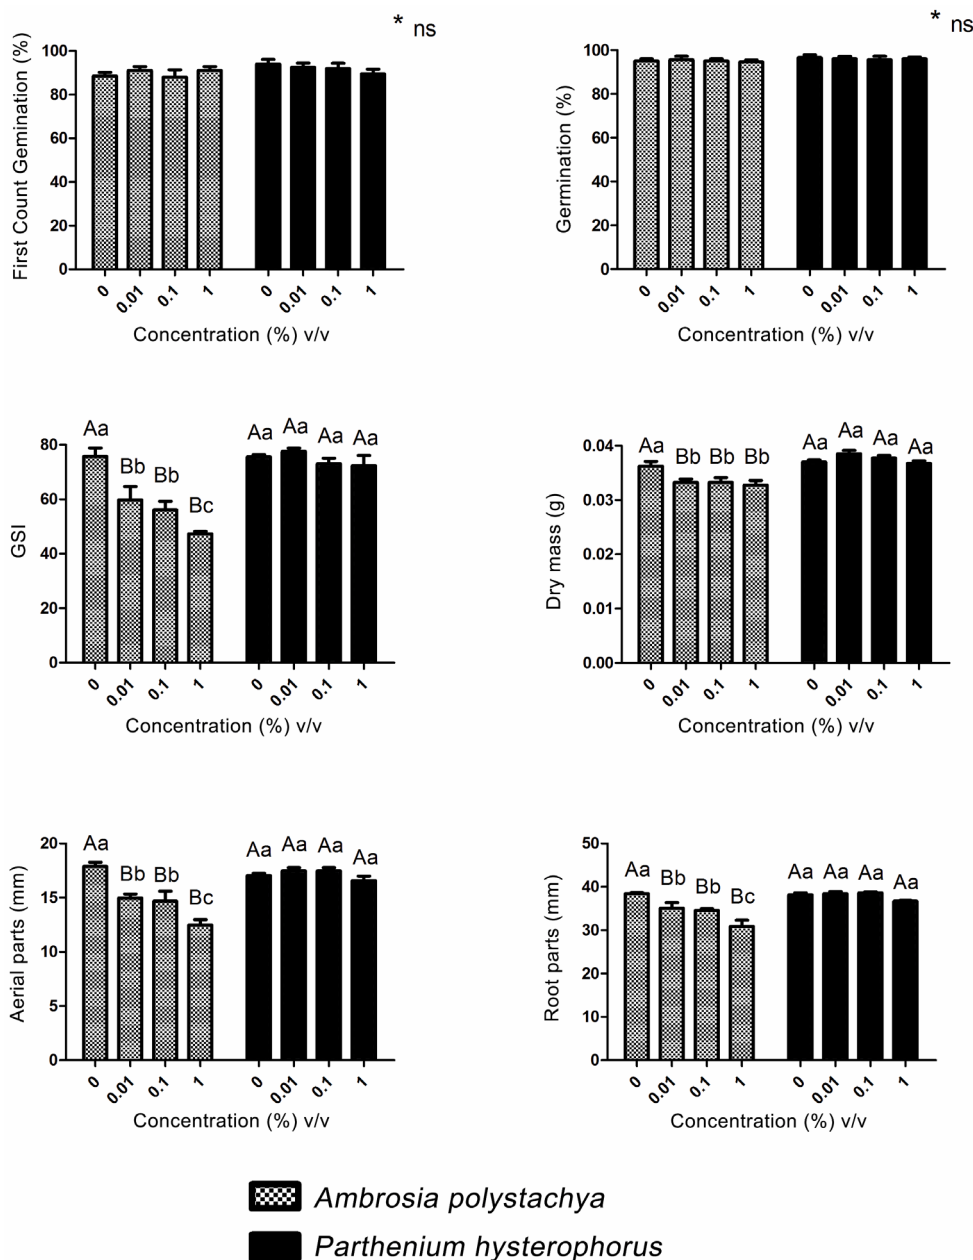 * ns
First Count Gemination (%)
100
80
60
40
20
0
0
0.01
0.1
1
0
0.01
0.1
1
Concentration (%) v/v
* ns
Germination (%)
100
80
60
40
20
0
0
0.01
0.1
1
0
0.01
0.1
1
Concentration (%) v/v
GSI
80
60
40
20
0
Aa
Bb
Bb
Bc
Aa
Aa
Aa
Aa
0
0.01
0.1
1
0
0.01
0.1
1
Concentration (%) v/v
Dry mass (g)
0.04
0.03
0.02
0.01
0.00
Aa
Bb
Bb
Bb
Aa
Aa
Aa
Aa
0
0.01
0.1
1
0
0.01
0.1
1
Concentration (%) v/v
Aerial parts (mm)
20
15
10
5
0
Aa
Bb
Bb
Bc
Aa
Aa
Aa
Aa
0
0.01
0.1
1
0
0.01
0.1
1
Concentration (%) v/v
Root parts (mm)
50
40
30
20
10
0
Aa
Bb
Bb
Bc
Aa
Aa
Aa
Aa
0
0.01
0.1
1
0
0.01
0.1
1
Concentration (%) v/v
Ambrosia polystachya
Parthenium hysterophorus